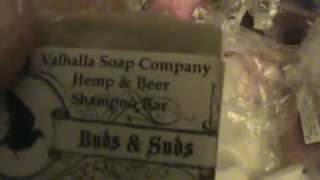 Valhalla Soap Company
Hemp & Beer
Shampoo Bar
Buds & Suds